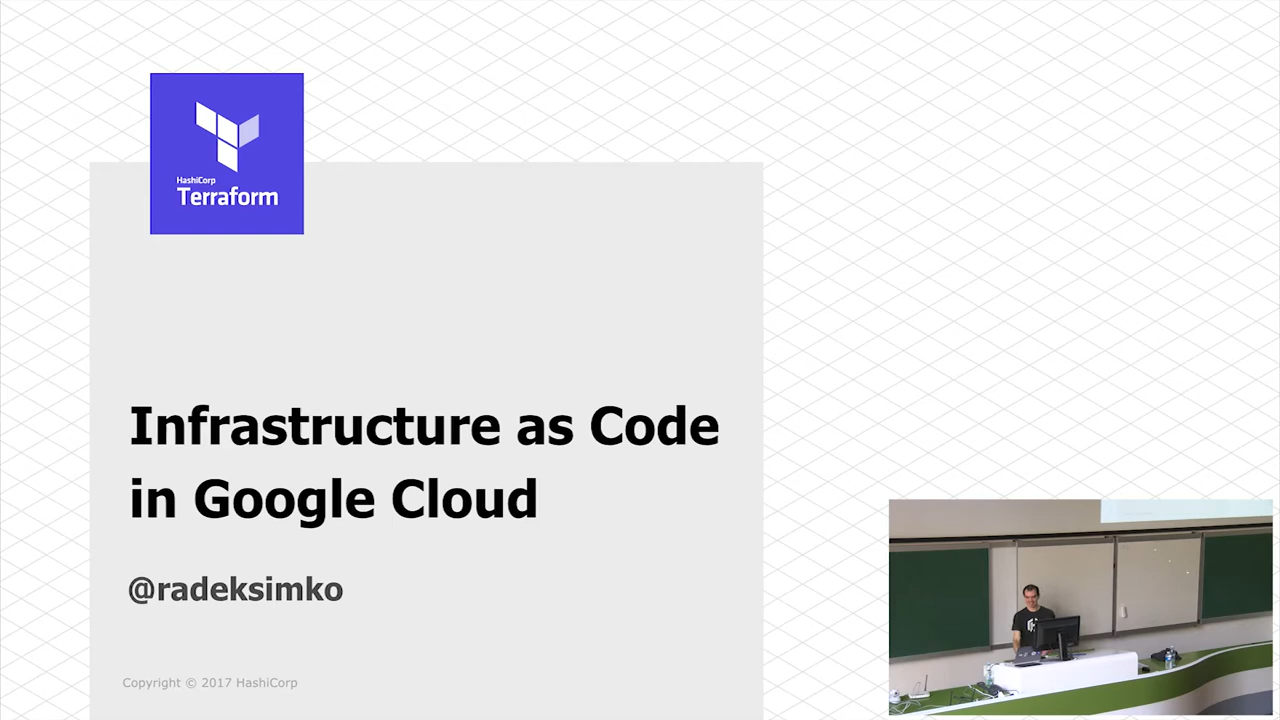 HashiCorp
Terraform
Infrastructure as Code
in Google Cloud
@radeksimko
Copyright © 2017 HashiCorp